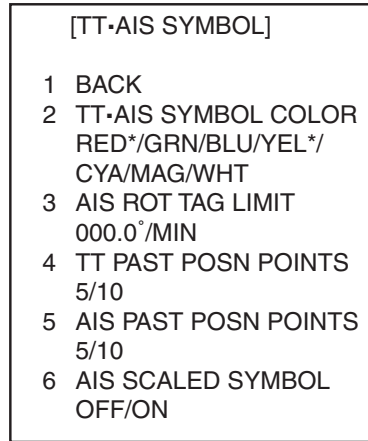 [TT▪AIS SYMBOL]
1 BACK
2 TT▪AIS SYMBOL COLOR
RED*/GRN/BLU/YEL*/
CYA/MAG/WHT
3 AIS ROT TAG LIMIT
000.0°/MIN
4 TT PAST POSN POINTS
5/10
5 AIS PAST POSN POINTS
5/10
6 AIS SCALED SYMBOL
OFF/ON